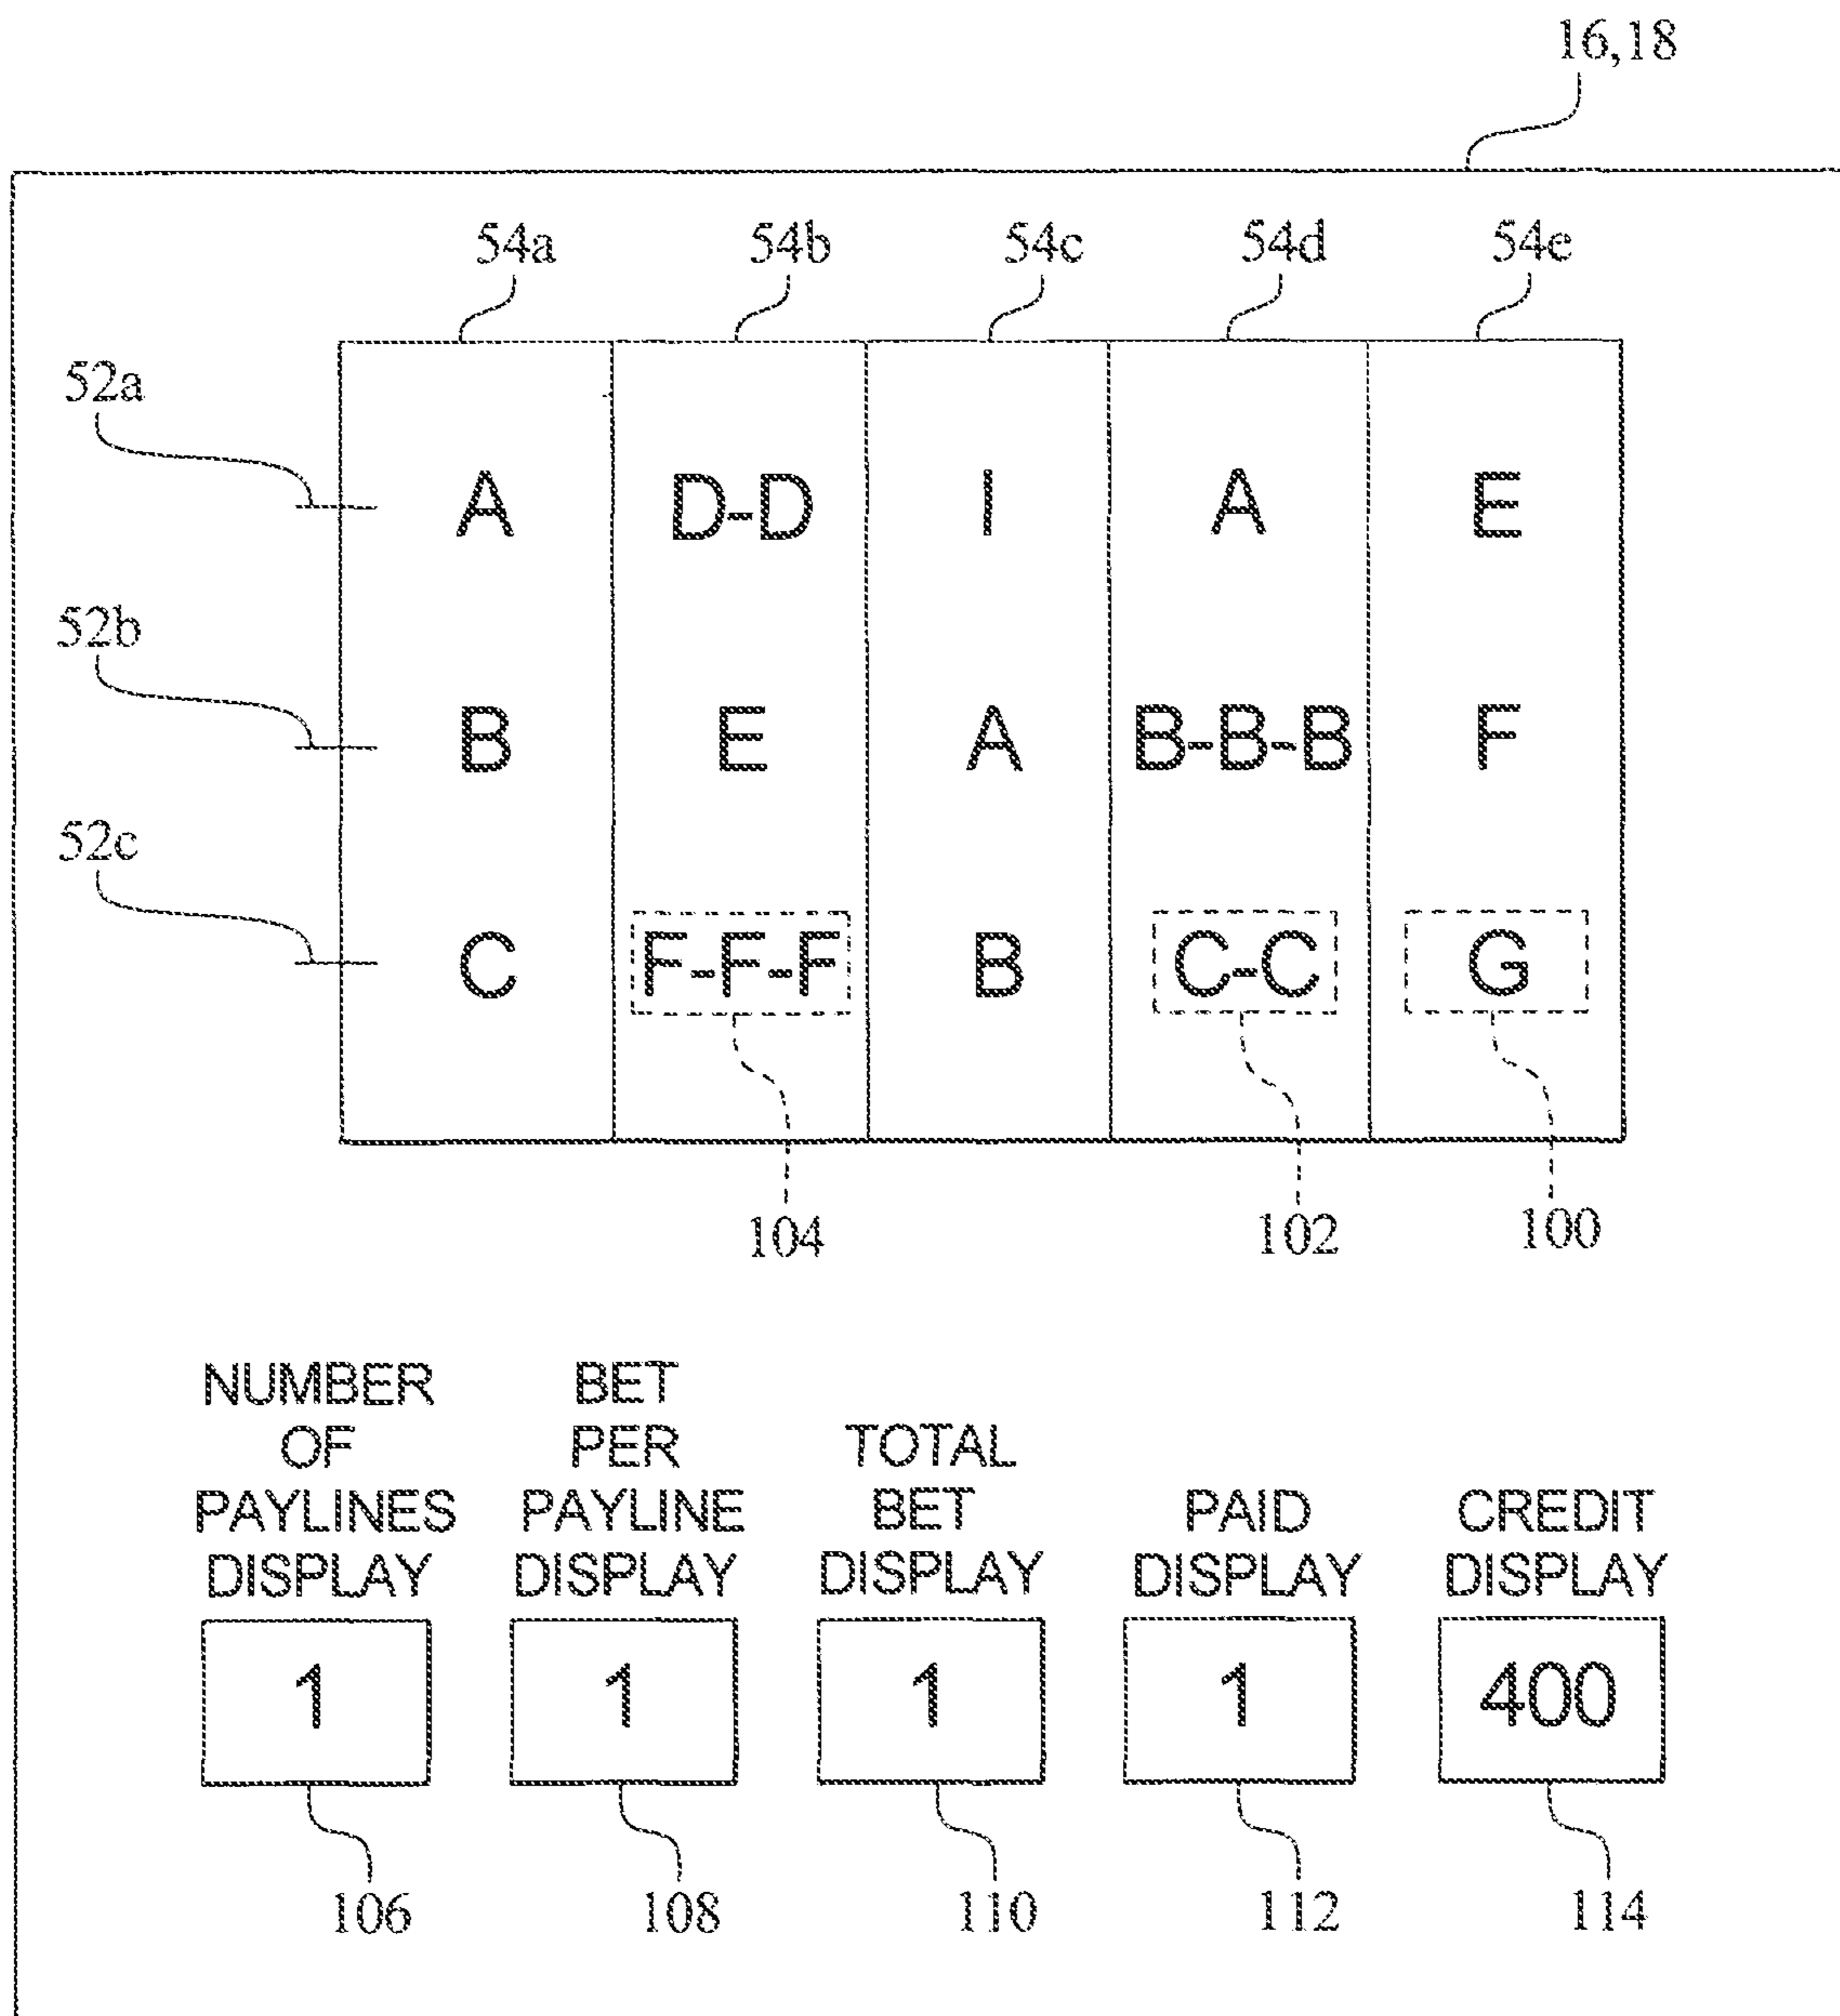 16,18
54a 54b 54c 54d 54e
52a
A D-D I A E
52b
B E A B-B-B F
52c
C F-F-F B C-C G
104 102 100
NUMBER BET
OF PER TOTAL
PAYLINES PAYLINE BET PAID CREDIT
DISPLAY DISPLAY DISPLAY DISPLAY DISPLAY
1 1 1 1 400
106 108 110 112 114